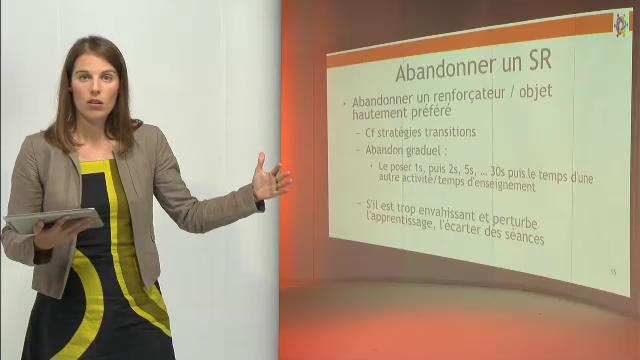 Abandonner un SR
• Abandonner un renforçateur / objet
hautement préféré
– Cf stratégies transitions
– Abandon graduel :
• Le poser 1s, puis 2s, 5s, ... 30s puis le temps d'une
autre activité/temps d'enseignement
– S'il est trop envahissant et perturbe
l'apprentissage, l'écarter des séances
55